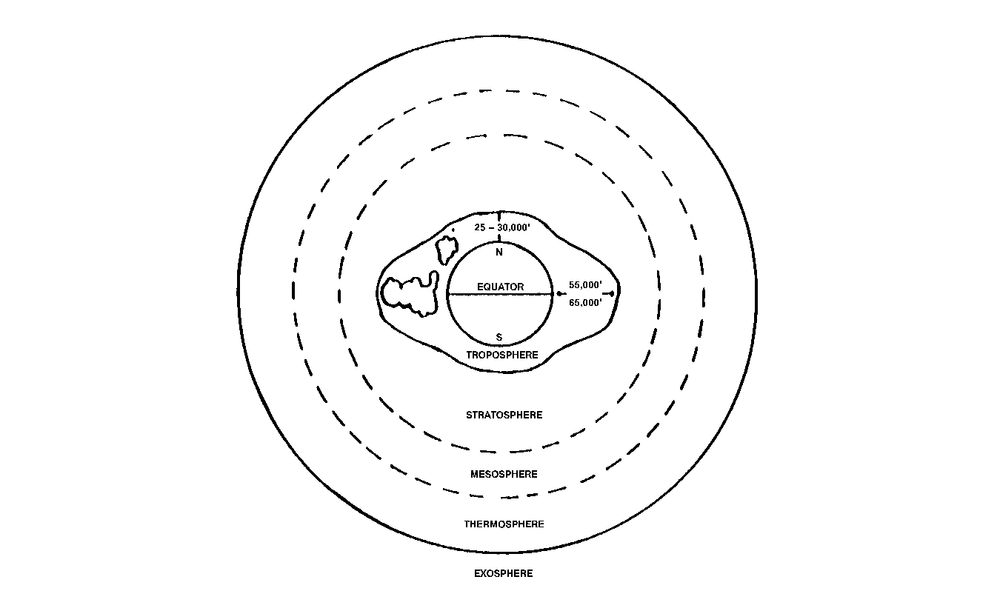 25 – 30,000'
N
EQUATOR
55,000'
65,000'
S
TROPOSPHERE
STRATOSPHERE
MESOSPHERE
THERMOSPHERE
EXOSPHERE